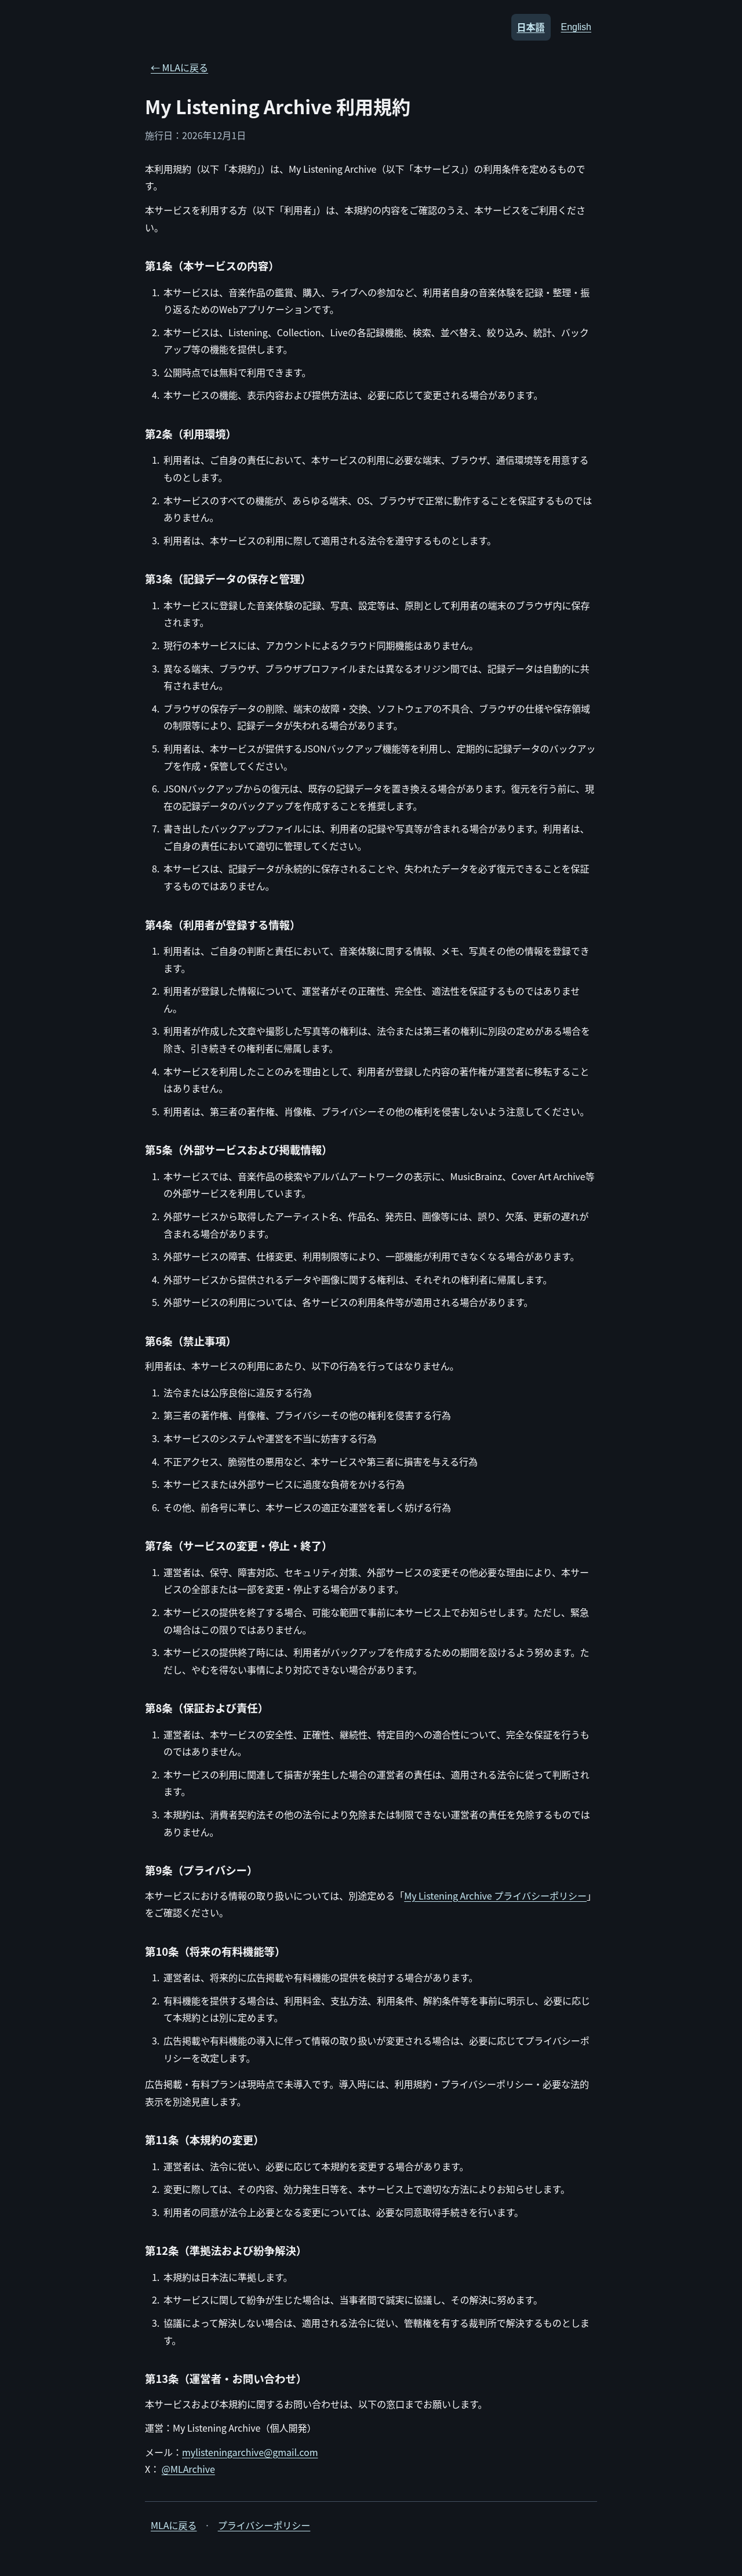 日本語 English
← MLAに戻る
My Listening Archive 利用規約
施行日：2026年12月1日
本利用規約（以下「本規約」）は、My Listening Archive（以下「本サービス」）の利用条件を定めるもので
す。
本サービスを利用する方（以下「利用者」）は、本規約の内容をご確認のうえ、本サービスをご利用くださ
い。
第1条（本サービスの内容）
1. 本サービスは、音楽作品の鑑賞、購入、ライブへの参加など、利用者自身の音楽体験を記録・整理・振
り返るためのWebアプリケーションです。
2. 本サービスは、Listening、Collection、Liveの各記録機能、検索、並べ替え、絞り込み、統計、バック
アップ等の機能を提供します。
3. 公開時点では無料で利用できます。
4. 本サービスの機能、表示内容および提供方法は、必要に応じて変更される場合があります。
第2条（利用環境）
1. 利用者は、ご自身の責任において、本サービスの利用に必要な端末、ブラウザ、通信環境等を用意する
ものとします。
2. 本サービスのすべての機能が、あらゆる端末、OS、ブラウザで正常に動作することを保証するものでは
ありません。
3. 利用者は、本サービスの利用に際して適用される法令を遵守するものとします。
第3条（記録データの保存と管理）
1. 本サービスに登録した音楽体験の記録、写真、設定等は、原則として利用者の端末のブラウザ内に保存
されます。
2. 現行の本サービスには、アカウントによるクラウド同期機能はありません。
3. 異なる端末、ブラウザ、ブラウザプロファイルまたは異なるオリジン間では、記録データは自動的に共
有されません。
4. ブラウザの保存データの削除、端末の故障・交換、ソフトウェアの不具合、ブラウザの仕様や保存領域
の制限等により、記録データが失われる場合があります。
5. 利用者は、本サービスが提供するJSONバックアップ機能等を利用し、定期的に記録データのバックアッ
プを作成・保管してください。
6. JSONバックアップからの復元は、既存の記録データを置き換える場合があります。復元を行う前に、現
在の記録データのバックアップを作成することを推奨します。
7. 書き出したバックアップファイルには、利用者の記録や写真等が含まれる場合があります。利用者は、
ご自身の責任において適切に管理してください。
8. 本サービスは、記録データが永続的に保存されることや、失われたデータを必ず復元できることを保証
するものではありません。
第4条（利用者が登録する情報）
1. 利用者は、ご自身の判断と責任において、音楽体験に関する情報、メモ、写真その他の情報を登録でき
ます。
2. 利用者が登録した情報について、運営者がその正確性、完全性、適法性を保証するものではありませ
ん。
3. 利用者が作成した文章や撮影した写真等の権利は、法令または第三者の権利に別段の定めがある場合を
除き、引き続きその権利者に帰属します。
4. 本サービスを利用したことのみを理由として、利用者が登録した内容の著作権が運営者に移転すること
はありません。
5. 利用者は、第三者の著作権、肖像権、プライバシーその他の権利を侵害しないよう注意してください。
第5条（外部サービスおよび掲載情報）
1. 本サービスでは、音楽作品の検索やアルバムアートワークの表示に、MusicBrainz、Cover Art Archive等
の外部サービスを利用しています。
2. 外部サービスから取得したアーティスト名、作品名、発売日、画像等には、誤り、欠落、更新の遅れが
含まれる場合があります。
3. 外部サービスの障害、仕様変更、利用制限等により、一部機能が利用できなくなる場合があります。
4. 外部サービスから提供されるデータや画像に関する権利は、それぞれの権利者に帰属します。
5. 外部サービスの利用については、各サービスの利用条件等が適用される場合があります。
第6条（禁止事項）
利用者は、本サービスの利用にあたり、以下の行為を行ってはなりません。
1. 法令または公序良俗に違反する行為
2. 第三者の著作権、肖像権、プライバシーその他の権利を侵害する行為
3. 本サービスのシステムや運営を不当に妨害する行為
4. 不正アクセス、脆弱性の悪用など、本サービスや第三者に損害を与える行為
5. 本サービスまたは外部サービスに過度な負荷をかける行為
6. その他、前各号に準じ、本サービスの適正な運営を著しく妨げる行為
第7条（サービスの変更・停止・終了）
1. 運営者は、保守、障害対応、セキュリティ対策、外部サービスの変更その他必要な理由により、本サー
ビスの全部または一部を変更・停止する場合があります。
2. 本サービスの提供を終了する場合、可能な範囲で事前に本サービス上でお知らせします。ただし、緊急
の場合はこの限りではありません。
3. 本サービスの提供終了時には、利用者がバックアップを作成するための期間を設けるよう努めます。た
だし、やむを得ない事情により対応できない場合があります。
第8条（保証および責任）
1. 運営者は、本サービスの安全性、正確性、継続性、特定目的への適合性について、完全な保証を行うも
のではありません。
2. 本サービスの利用に関連して損害が発生した場合の運営者の責任は、適用される法令に従って判断され
ます。
3. 本規約は、消費者契約法その他の法令により免除または制限できない運営者の責任を免除するものでは
ありません。
第9条（プライバシー）
本サービスにおける情報の取り扱いについては、別途定める「My Listening Archive プライバシーポリシー」
をご確認ください。
第10条（将来の有料機能等）
1. 運営者は、将来的に広告掲載や有料機能の提供を検討する場合があります。
2. 有料機能を提供する場合は、利用料金、支払方法、利用条件、解約条件等を事前に明示し、必要に応じ
て本規約とは別に定めます。
3. 広告掲載や有料機能の導入に伴って情報の取り扱いが変更される場合は、必要に応じてプライバシーポ
リシーを改定します。
広告掲載・有料プランは現時点で未導入です。導入時には、利用規約・プライバシーポリシー・必要な法的
表示を別途見直します。
第11条（本規約の変更）
1. 運営者は、法令に従い、必要に応じて本規約を変更する場合があります。
2. 変更に際しては、その内容、効力発生日等を、本サービス上で適切な方法によりお知らせします。
3. 利用者の同意が法令上必要となる変更については、必要な同意取得手続きを行います。
第12条（準拠法および紛争解決）
1. 本規約は日本法に準拠します。
2. 本サービスに関して紛争が生じた場合は、当事者間で誠実に協議し、その解決に努めます。
3. 協議によって解決しない場合は、適用される法令に従い、管轄権を有する裁判所で解決するものとしま
す。
第13条（運営者・お問い合わせ）
本サービスおよび本規約に関するお問い合わせは、以下の窓口までお願いします。
運営：My Listening Archive（個人開発）
メール：mylisteningarchive@gmail.com
X： @MLArchive
MLAに戻る · プライバシーポリシー